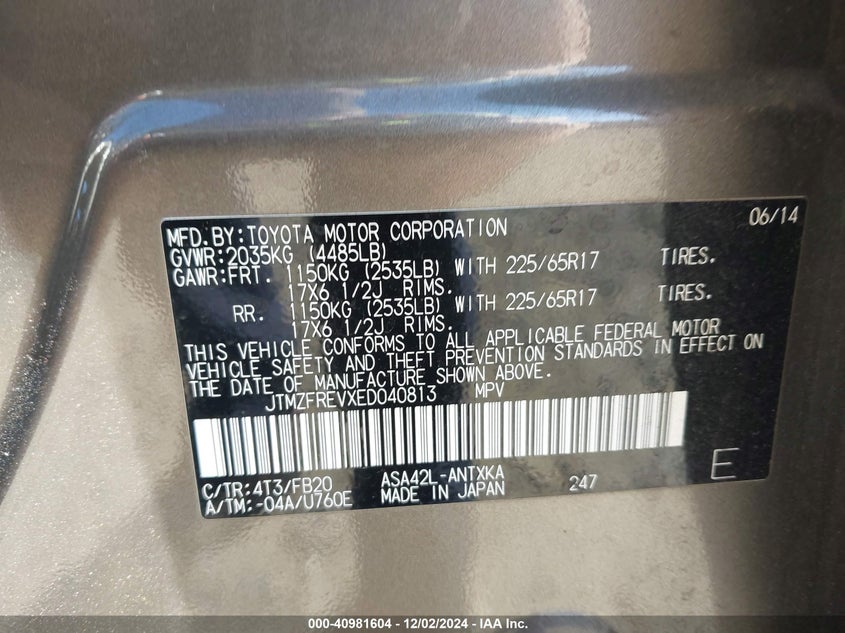 06/14
MFD.BY:TOYOTA MOTOR CORPORATION
GVWR:2035KG (4485LB)
GAWR:FRT. 1150KG (2535LB) WITH 225/65R17 TIRES.
17X6 1/2J RIMS.
RR. 1150KG (2535LB) WITH 225/65R17 TIRES.
17X6 1/2J RIMS.
THIS VEHICLE CONFORMS TO ALL APPLICABLE FEDERAL MOTOR
VEHICLE SAFETY AND THEFT PREVENTION STANDARDS IN EFFECT ON
THE DATE OF MANUFACTURE SHOWN ABOVE.
JTMZFREVXED040813 MPV
C/TR:4T3/FB20 ASA42L-ANTXKA
A/TM:-04A/U760E MADE IN JAPAN 247 E
000-40981604 - 12/02/2024 - IAA Inc.